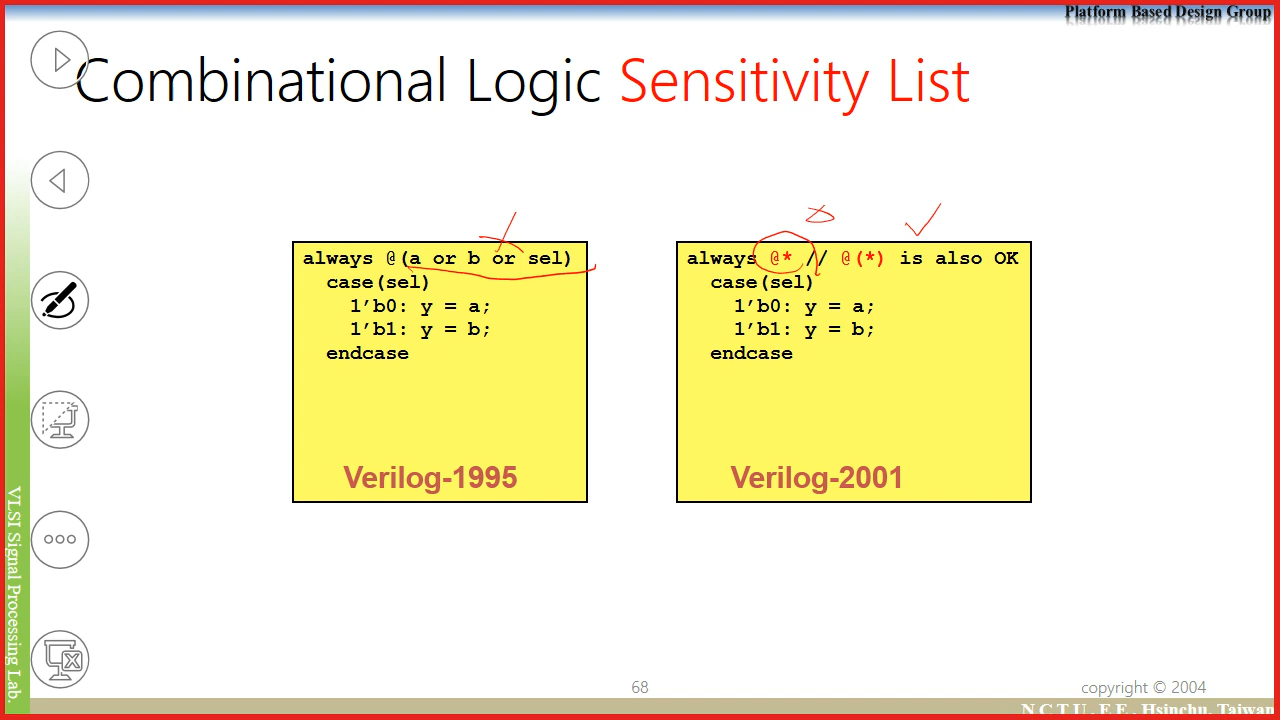 Platform Based Design Group
Combinational Logic Sensitivity List
always @(a or b or sel)
case(sel)
1’b0: y = a;
1’b1: y = b;
endcase
Verilog-1995
always @* // @(*) is also OK
case(sel)
1’b0: y = a;
1’b1: y = b;
endcase
Verilog-2001
VLSI Signal Processing Lab.
68
copyright © 2004
N C T U . E E , Hsinchu, Taiwan